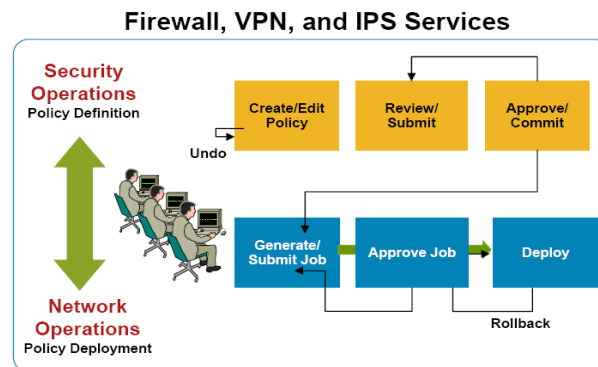 Firewall, VPN, and IPS Services
Security
Operations
Policy Definition
Create/Edit
Policy
Review/
Submit
Approve/
Commit
Undo
Generate/
Submit Job
Approve Job
Deploy
Network
Operations
Policy Deployment
Rollback